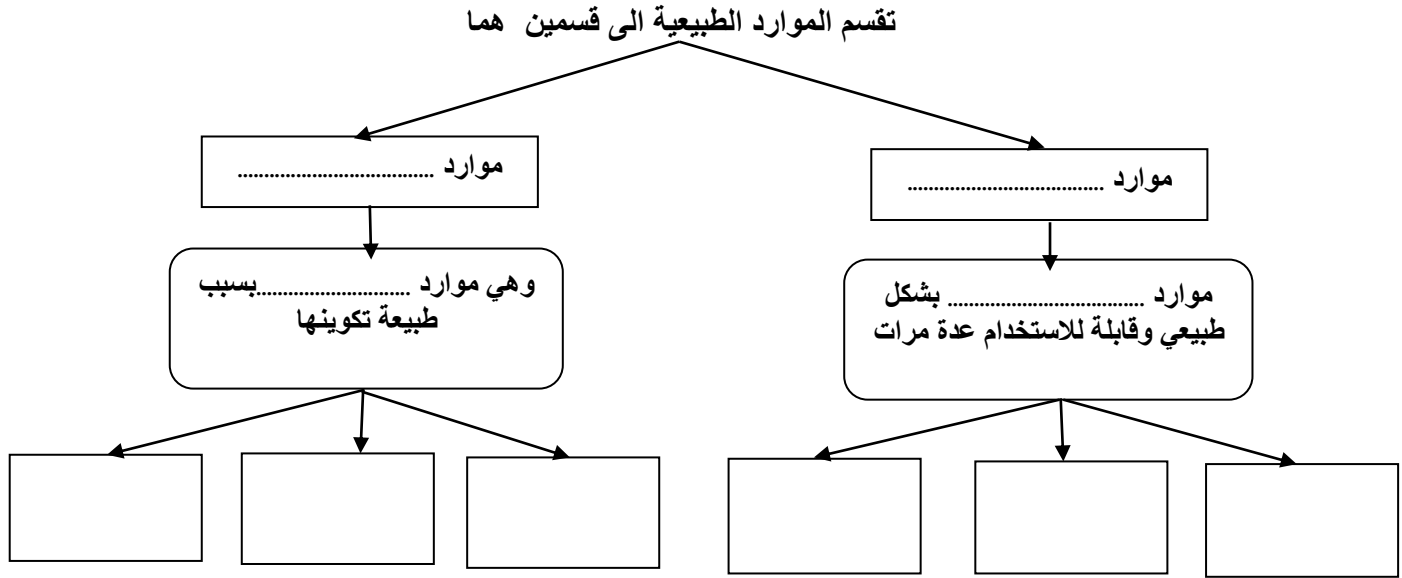 تقسم الموارد الطبيعية الى قسمين هما
موارد ....................................
موارد .................................... بشكل
طبيعي وقابلة للاستخدام عدة مرات
موارد ....................................
وهي موارد ............................بسبب
طبيعة تكوينها